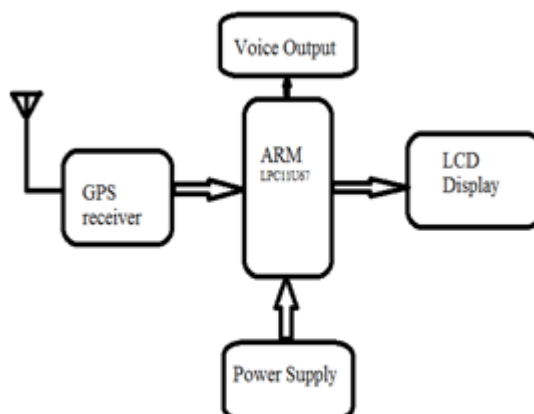 Voice Output
ARM
LPC11U67
LCD
Display
GPS
receiver
Power Supply